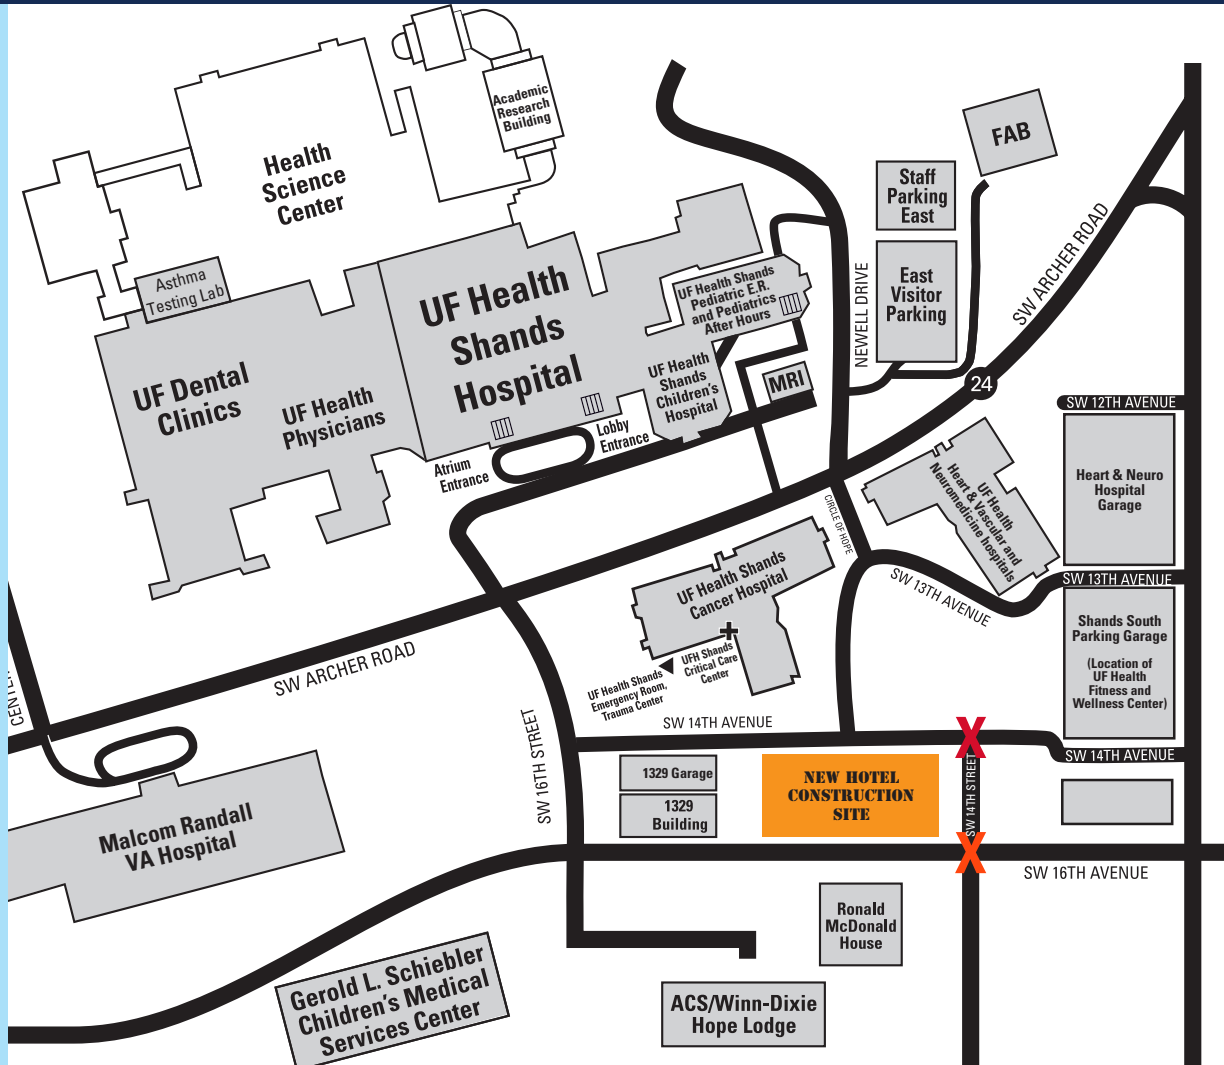 Academic
Research
Building
Health
Science
Center
FAB
Staff
Parking
East
Asthma
Testing Lab
UF Health
Shands
Hospital
UF Health Shands
Pediatric E.R.
and Pediatrics
After Hours
East
Visitor
Parking
NEWELL DRIVE
SW ARCHER ROAD
24
UF Dental
Clinics
UF Health
Physicians
UF Health
Shands
Children's
Hospital
MRI
Lobby
Entrance
Atrium
Entrance
SW 12TH AVENUE
Heart & Neuro
Hospital
Garage
UF Health
Heart & Vascular and
Neuromedicine hospitals
CIRCLE OF HOPE
UF Health Shands
Cancer Hospital
SW 13TH AVENUE
SW 13TH AVENUE
Shands South
Parking Garage
(Location of
UF Health
Fitness and
Wellness Center)
UFH Shands
Critical Care
Center
UF Health Shands
Emergency Room,
Trauma Center
SW ARCHER ROAD
CENTER
SW 16TH STREET
SW 14TH AVENUE
X
SW 14TH AVENUE
SW 14TH STREET
1329 Garage
1329
Building
NEW HOTEL
CONSTRUCTION
SITE
Malcom Randall
VA Hospital
X
SW 16TH AVENUE
Ronald
McDonald
House
Gerold L. Schiebler
Children's Medical
Services Center
ACS/Winn-Dixie
Hope Lodge